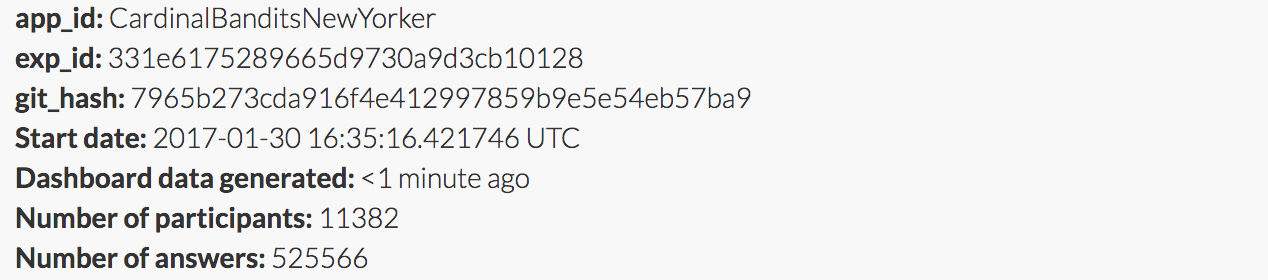 app_id: CardinalBanditsNewYorker
exp_id: 331e6175289665d9730a9d3cb10128
git_hash: 7965b273cda916f4e412997859b9e5e54eb57ba9
Start date: 2017-01-30 16:35:16.421746 UTC
Dashboard data generated: <1 minute ago
Number of participants: 11382
Number of answers: 525566